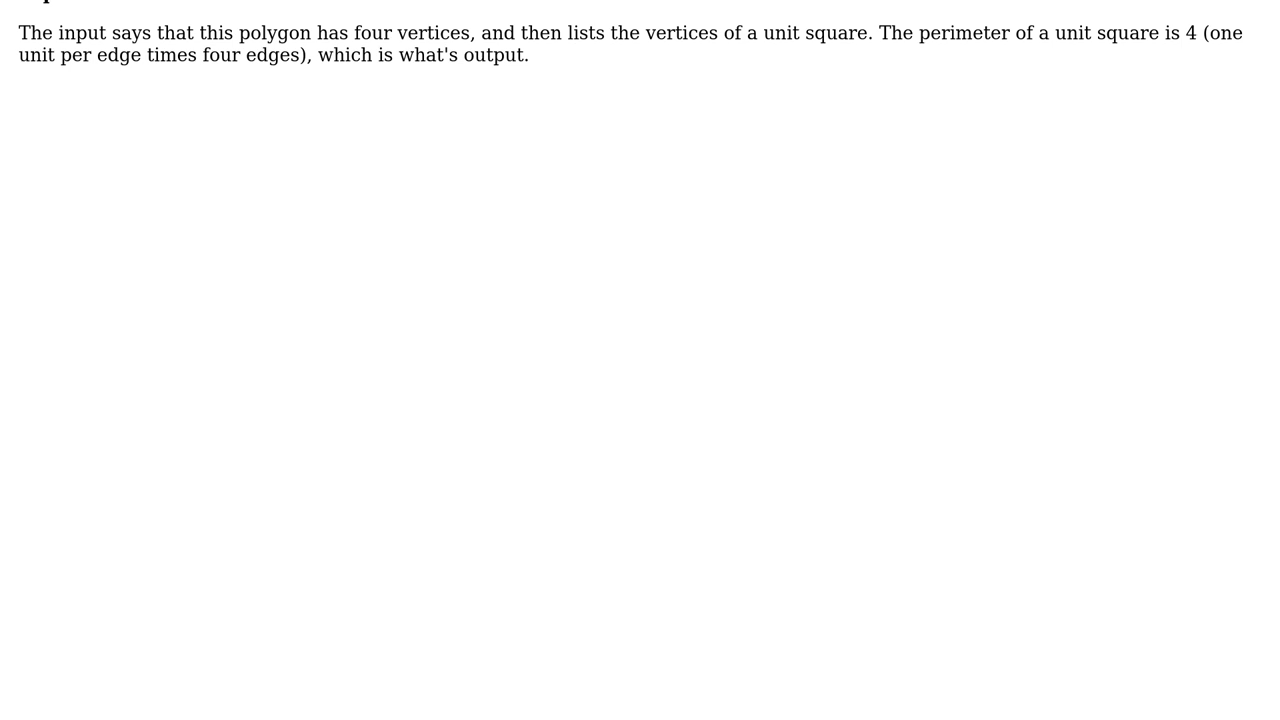 The input says that this polygon has four vertices, and then lists the vertices of a unit square. The perimeter of a unit square is 4 (one
unit per edge times four edges), which is what's output.